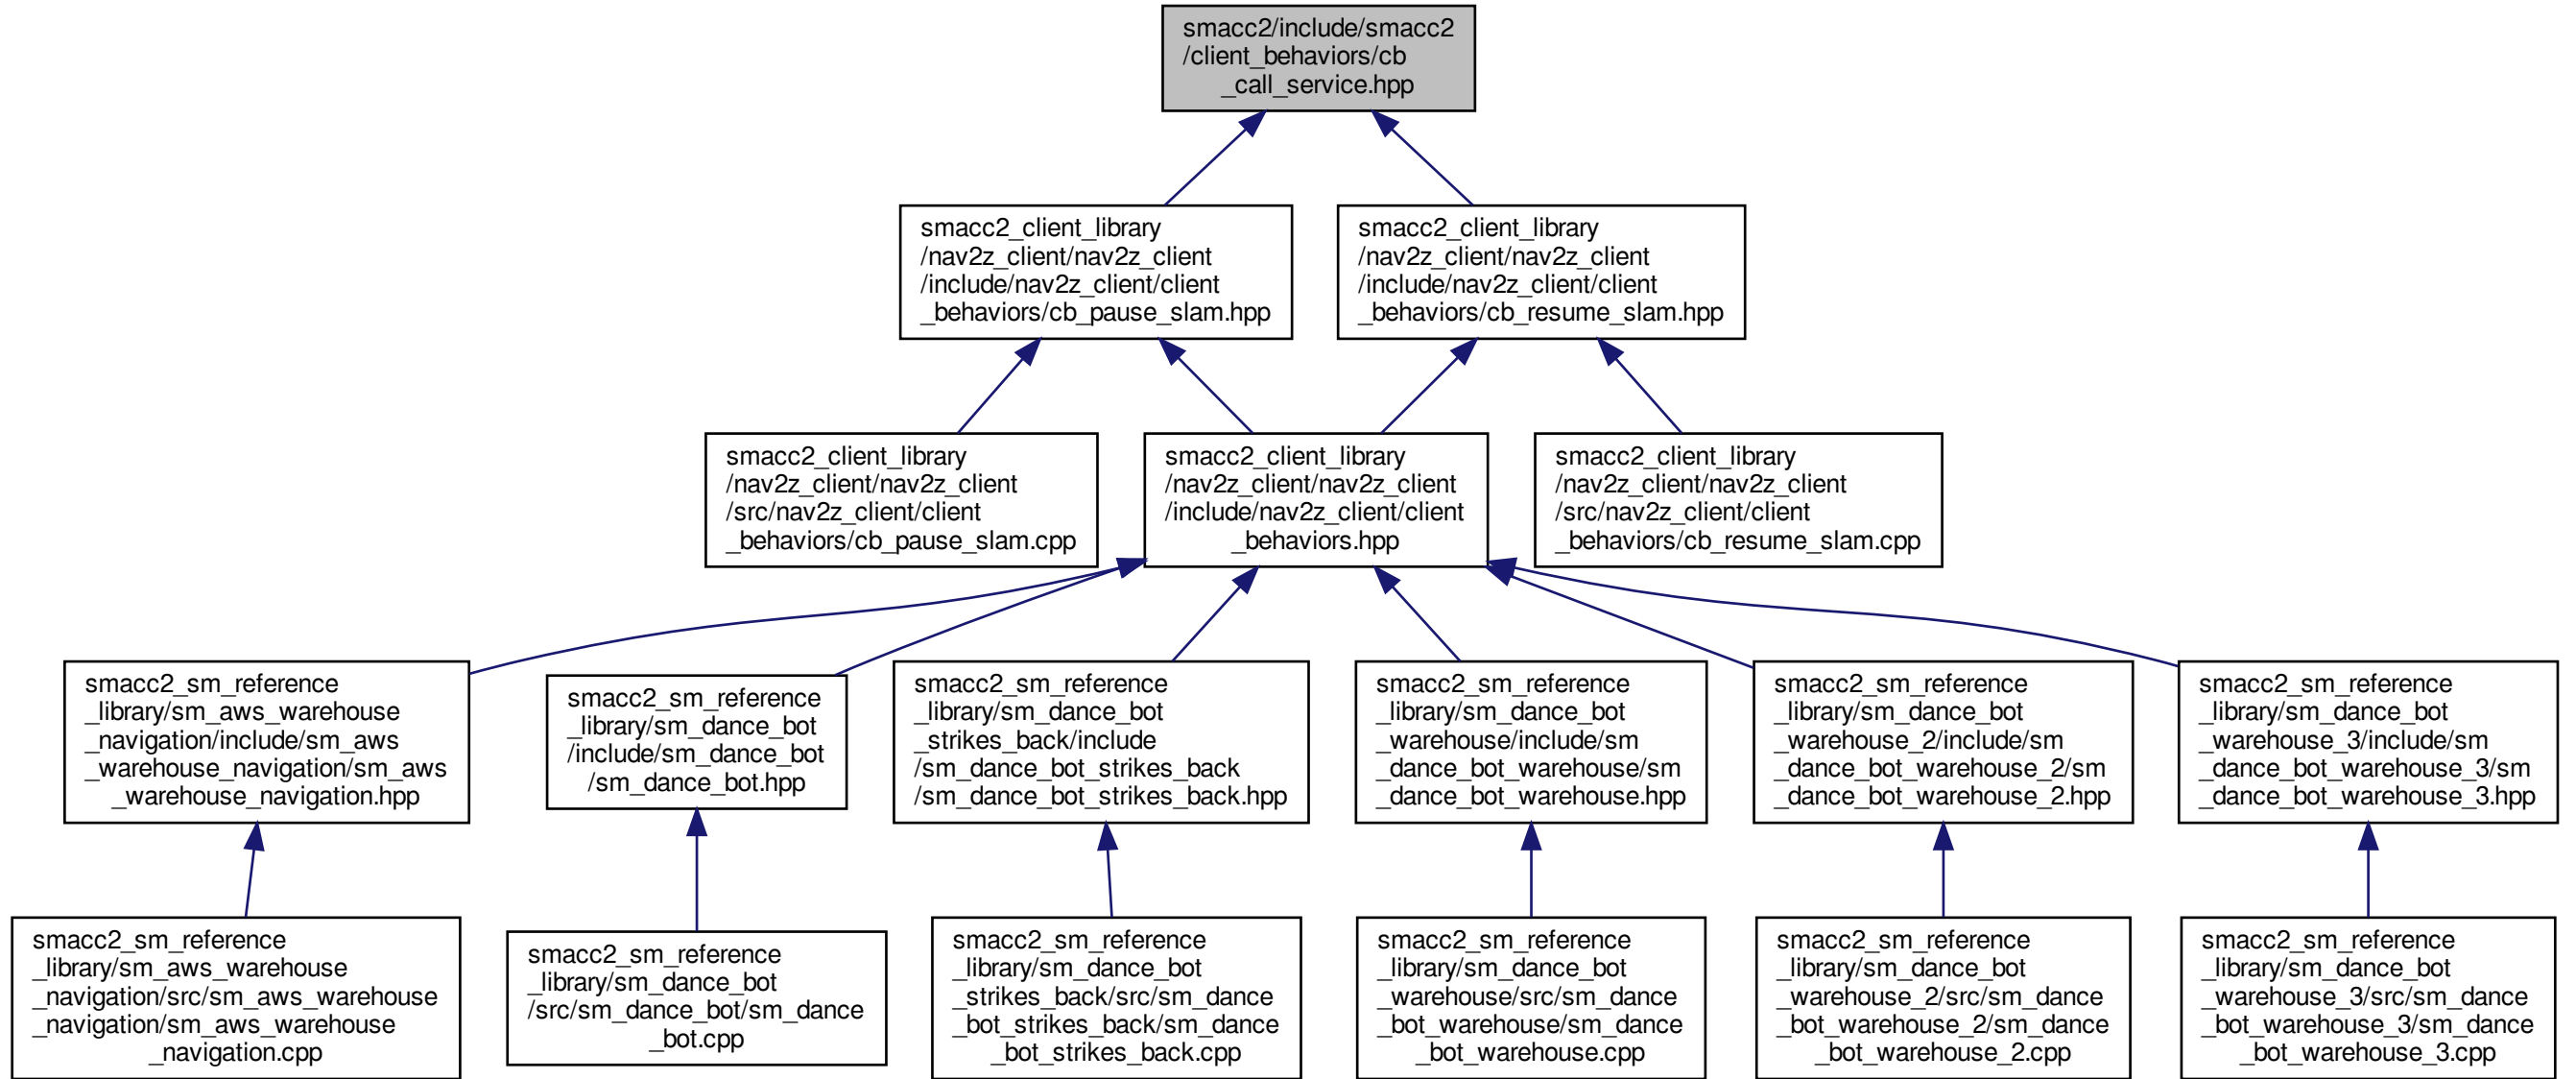 smacc2/include/smacc2
/client_behaviors/cb
_call_service.hpp
smacc2_client_library
/nav2z_client/nav2z_client
/include/nav2z_client/client
_behaviors/cb_pause_slam.hpp
smacc2_client_library
/nav2z_client/nav2z_client
/include/nav2z_client/client
_behaviors/cb_resume_slam.hpp
smacc2_client_library
/nav2z_client/nav2z_client
/src/nav2z_client/client
_behaviors/cb_pause_slam.cpp
smacc2_client_library
/nav2z_client/nav2z_client
/include/nav2z_client/client
_behaviors.hpp
smacc2_client_library
/nav2z_client/nav2z_client
/src/nav2z_client/client
_behaviors/cb_resume_slam.cpp
smacc2_sm_reference
_library/sm_aws_warehouse
_navigation/include/sm_aws
_warehouse_navigation/sm_aws
_warehouse_navigation.hpp
smacc2_sm_reference
_library/sm_dance_bot
/include/sm_dance_bot
/sm_dance_bot.hpp
smacc2_sm_reference
_library/sm_dance_bot
_strikes_back/include
/sm_dance_bot_strikes_back
/sm_dance_bot_strikes_back.hpp
smacc2_sm_reference
_library/sm_dance_bot
_warehouse/include/sm
_dance_bot_warehouse/sm
_dance_bot_warehouse.hpp
smacc2_sm_reference
_library/sm_dance_bot
_warehouse_2/include/sm
_dance_bot_warehouse_2/sm
_dance_bot_warehouse_2.hpp
smacc2_sm_reference
_library/sm_dance_bot
_warehouse_3/include/sm
_dance_bot_warehouse_3/sm
_dance_bot_warehouse_3.hpp
smacc2_sm_reference
_library/sm_aws_warehouse
_navigation/src/sm_aws_warehouse
_navigation/sm_aws_warehouse
_navigation.cpp
smacc2_sm_reference
_library/sm_dance_bot
/src/sm_dance_bot/sm_dance
_bot.cpp
smacc2_sm_reference
_library/sm_dance_bot
_strikes_back/src/sm_dance
_bot_strikes_back/sm_dance
_bot_strikes_back.cpp
smacc2_sm_reference
_library/sm_dance_bot
_warehouse/src/sm_dance
_bot_warehouse/sm_dance
_bot_warehouse.cpp
smacc2_sm_reference
_library/sm_dance_bot
_warehouse_2/src/sm_dance
_bot_warehouse_2/sm_dance
_bot_warehouse_2.cpp
smacc2_sm_reference
_library/sm_dance_bot
_warehouse_3/src/sm_dance
_bot_warehouse_3/sm_dance
_bot_warehouse_3.cpp